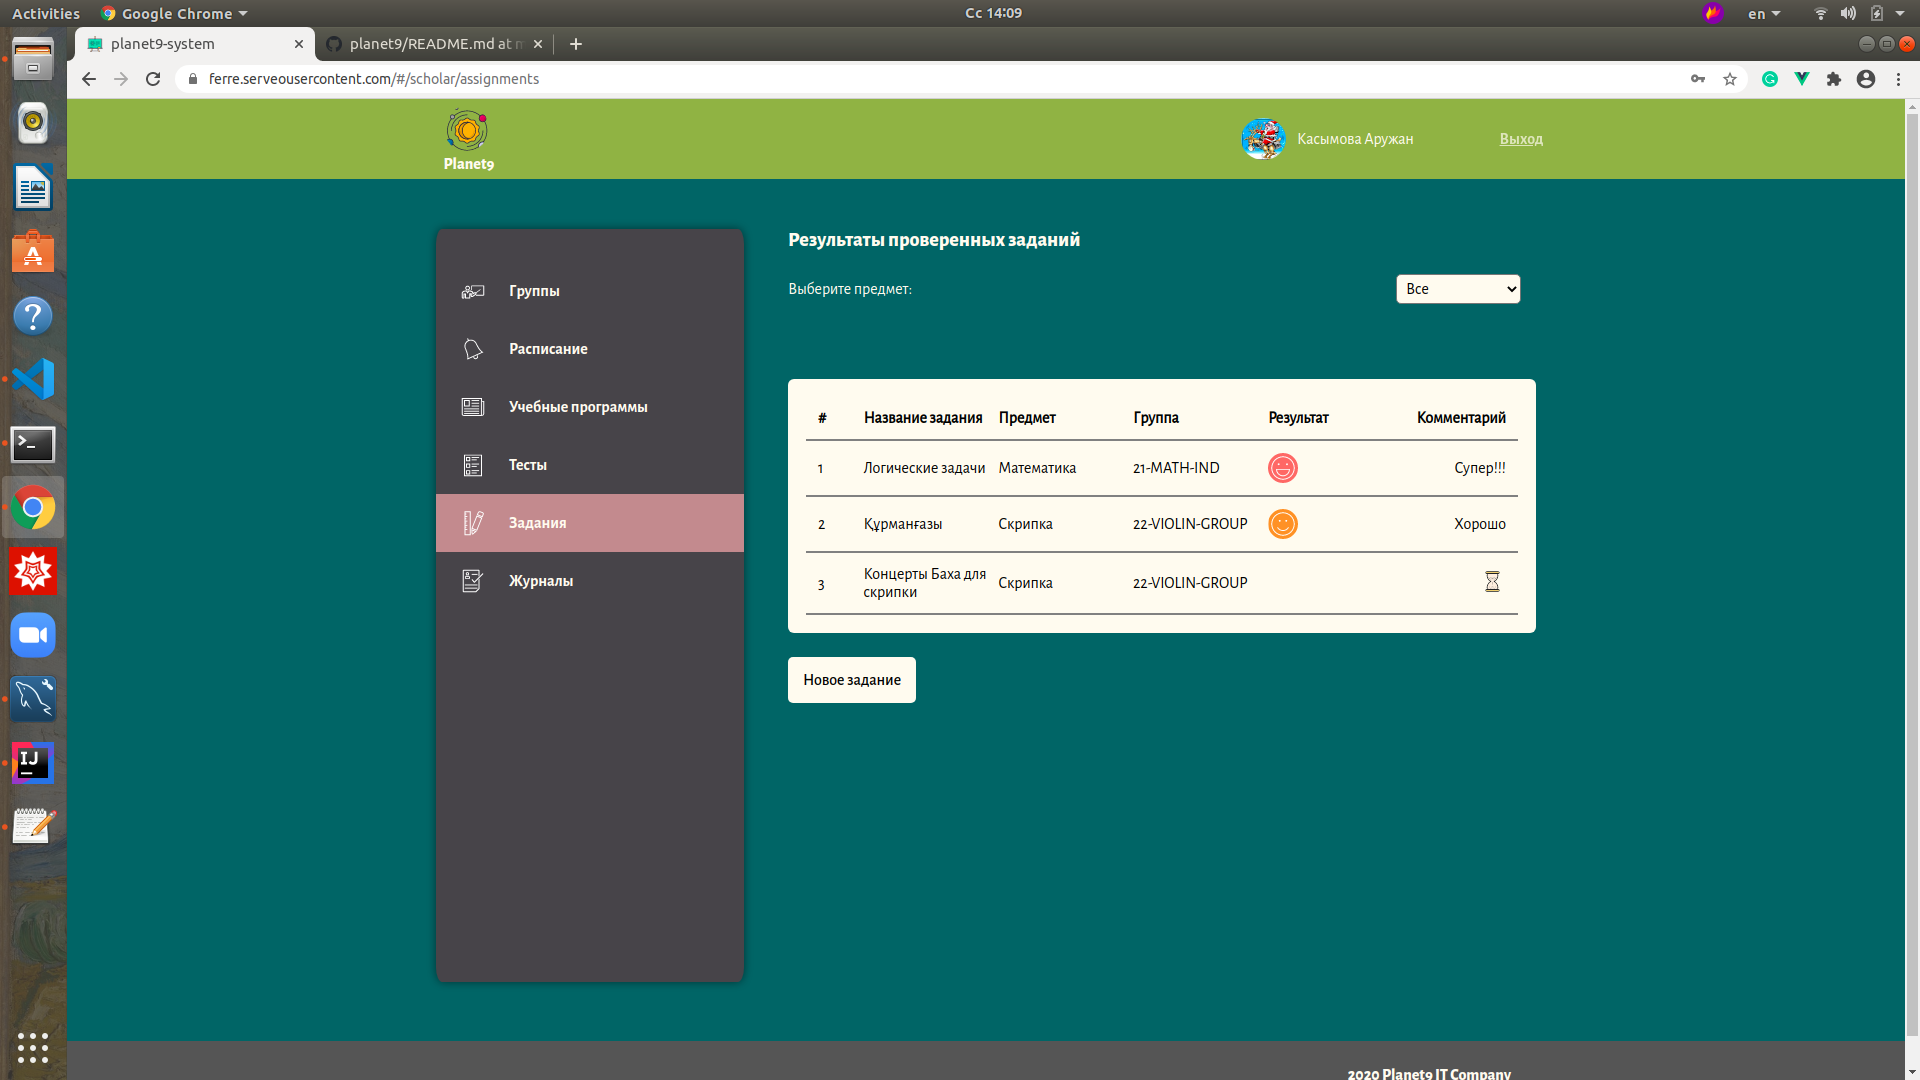 Activities
Google Chrome
Сс 14:09
en
planet9-system
planet9/README.md at m
ferre.serveousercontent.com/#/scholar/assignments
Planet9
Касымова Аружан
Выход
Группы
Расписание
Учебные программы
Тесты
Задания
Журналы
Результаты проверенных заданий
Выберите предмет:
Все
# Название задания Предмет Группа Результат Комментарий
1 Логические задачи Математика 21-MATH-IND Супер!!!
2 Құрманғазы Скрипка 22-VIOLIN-GROUP Хорошо
3 Концерты Баха для скрипки Скрипка 22-VIOLIN-GROUP
Новое задание
2020 Planet9 IT Company